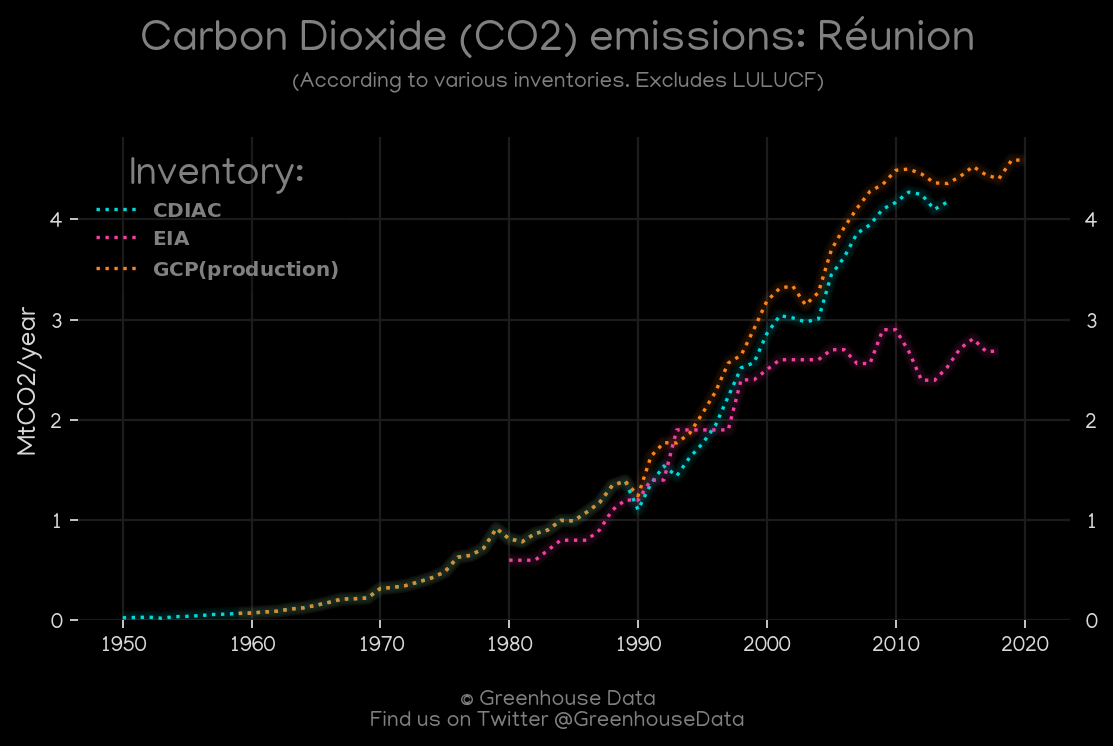 Carbon Dioxide (CO2) emissions: Réunion
(According to various inventories. Excludes LULUCF)
Inventory:
CDIAC
EIA
GCP(production)
MtCO2/year
4 4
3 3
2 2
1 1
0 0
1950 1960 1970 1980 1990 2000 2010 2020
© Greenhouse Data
Find us on Twitter @GreenhouseData